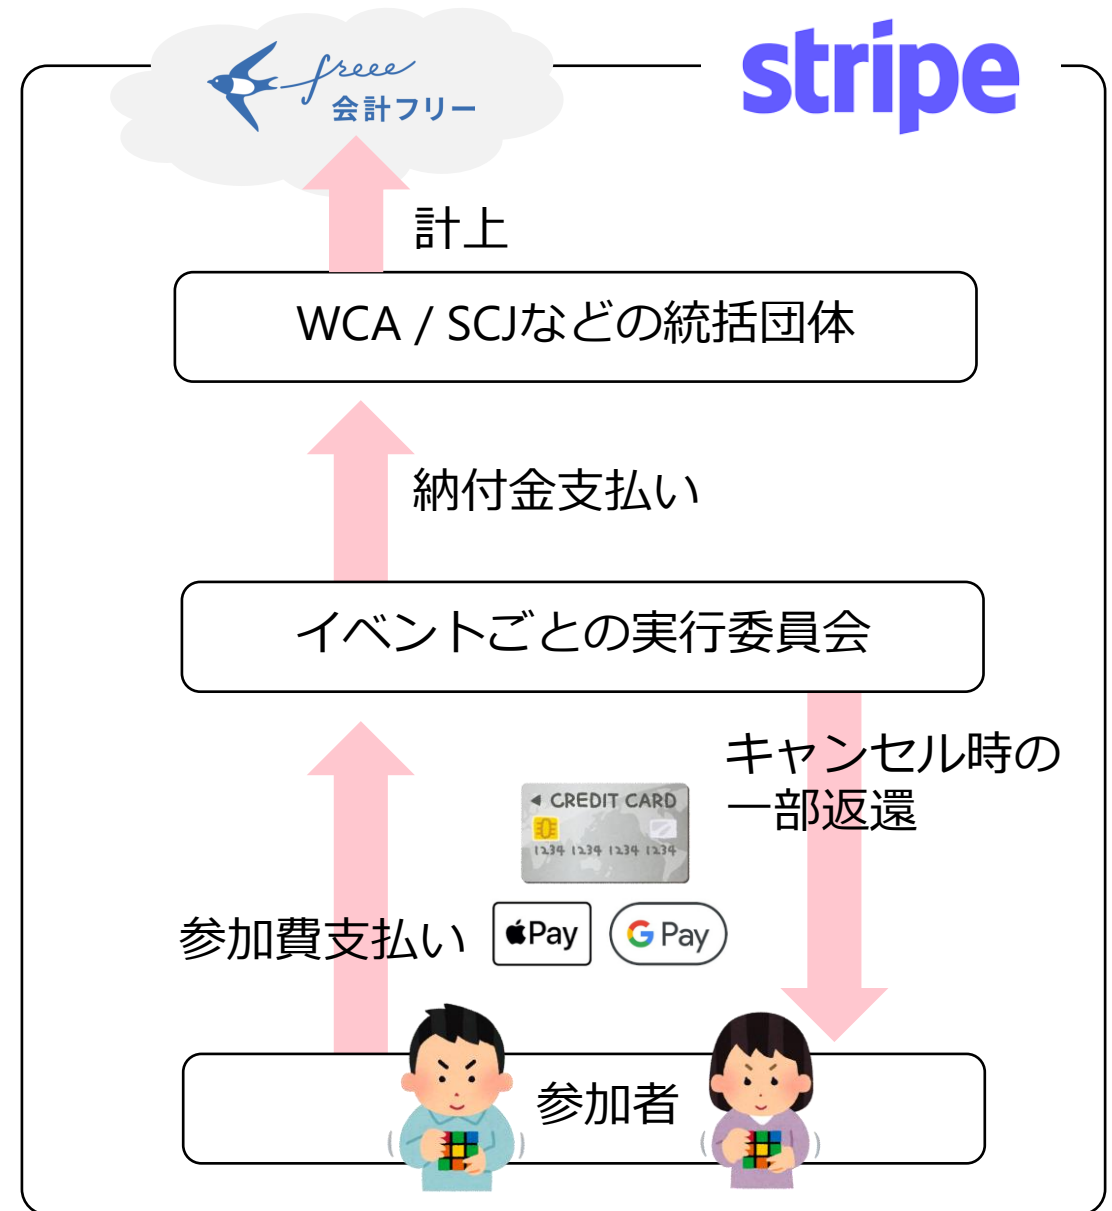 freee
会計フリー
stripe
計上
WCA / SCJなどの統括団体
納付金支払い
イベントごとの実行委員会
キャンセル時の
一部返還
CREDIT CARD
1234 1234 1234 1234
参加費支払い
Pay
G Pay
参加者